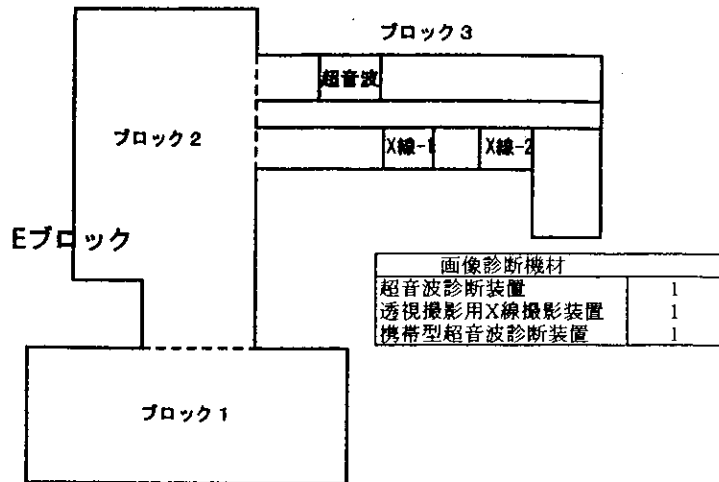 ブロック3
超音波
ブロック2
X線-1
X線-2
Eブロック
画像診断機材
超音波診断装置 1
透視撮影用X線撮影装置 1
携帯型超音波診断装置 1
ブロック1